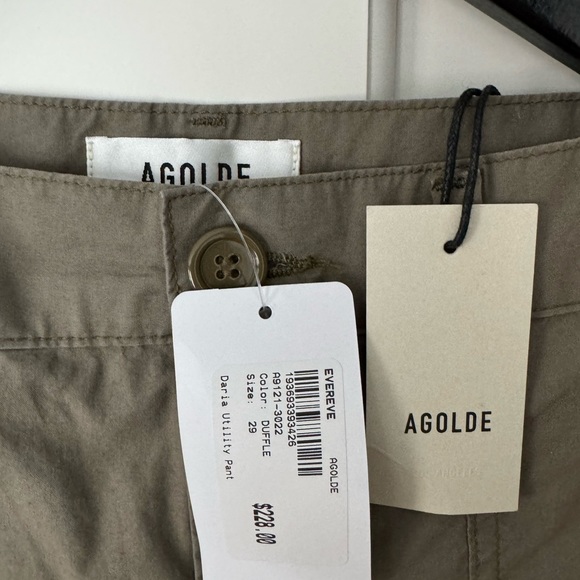 AGOLDE
EVEREVE
AGOLDE
193693393426
A9121-3022
Color: DUFFLE
Size: 29
Daria Utility Pant
$228.00
AGOLDE